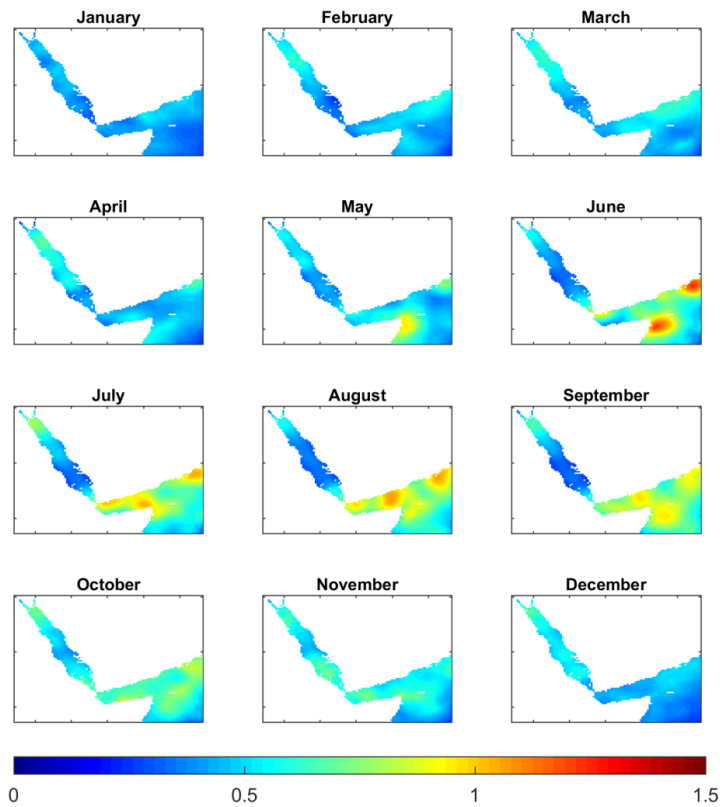 January February March
April May June
July August September
October November December
0 0.5 1 1.5